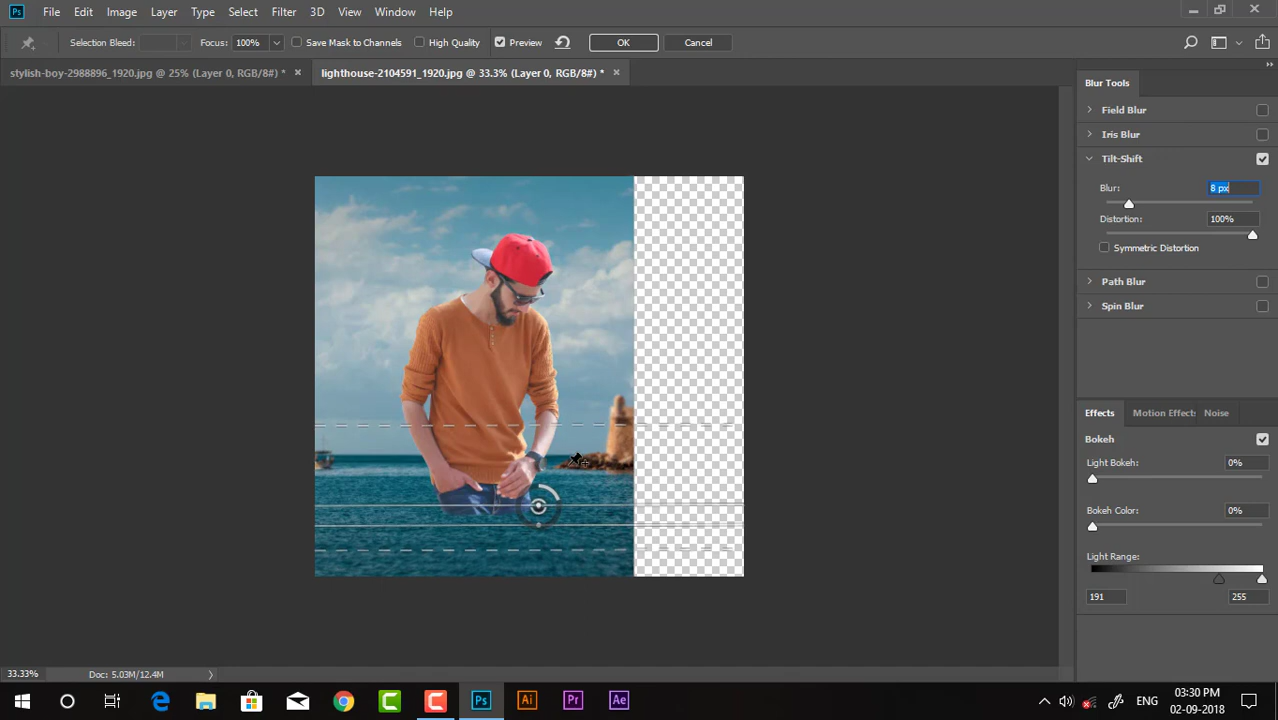 Ps File Edit Image Layer Type Select Filter 3D View Window Help
Selection Bleed: Focus: 100% Save Mask to Channels High Quality Preview OK Cancel
stylish-boy-2988896_1920.jpg @ 25% (Layer 0, RGB/8#) * × lighthouse-2104591_1920.jpg @ 33.3% (Layer 0, RGB/8#) * ×
Blur Tools
Field Blur
Iris Blur
Tilt-Shift
Blur: 8 px
Distortion: 100%
Symmetric Distortion
Path Blur
Spin Blur
Effects Motion Effects Noise
Bokeh
Light Bokeh: 0%
Bokeh Color: 0%
Light Range:
191 255
33.33% Doc: 5.03M/12.4M
Ps Ai Pr Ae ENG 03:30 PM
02-09-2018